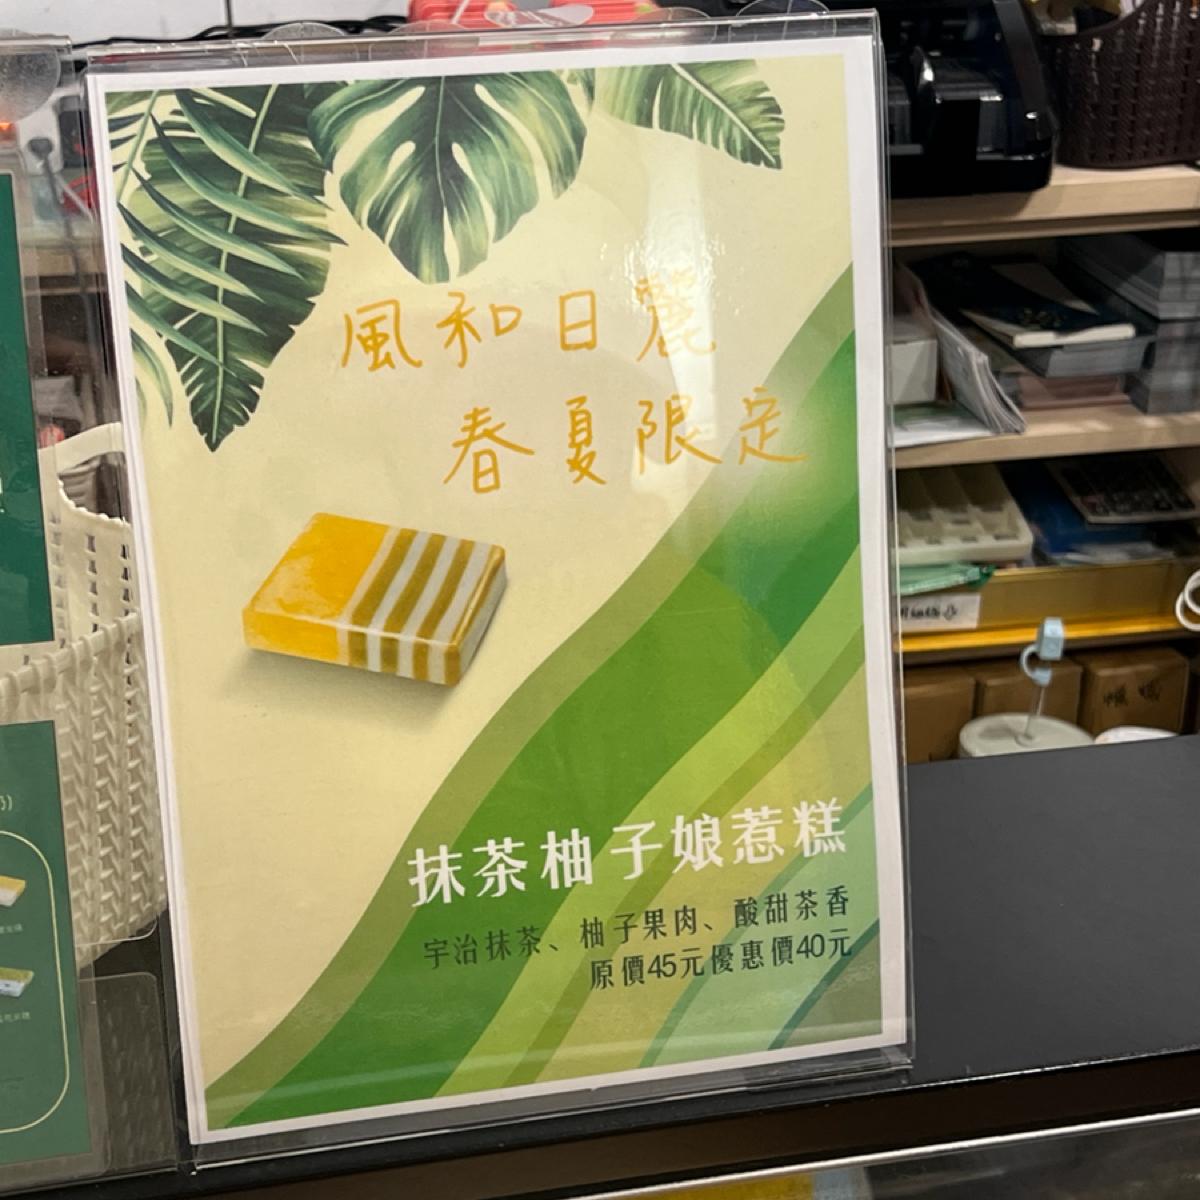 風和日麗
春夏限定
抹茶柚子娘惹糕
宇治抹茶、柚子果肉、酸甜茶香
原價45元優惠價40元